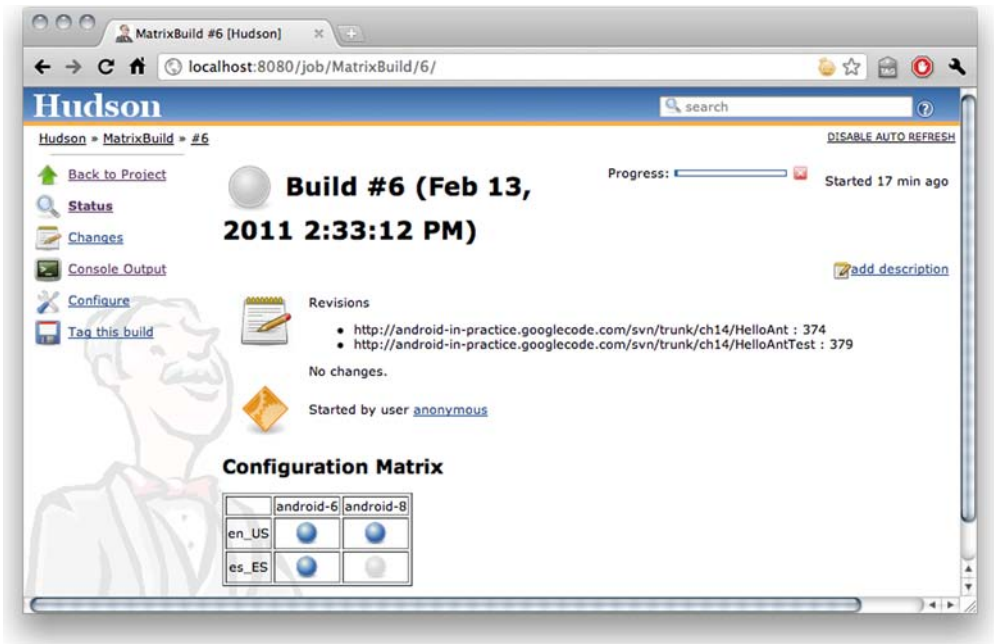 MatrixBuild #6 [Hudson]
localhost:8080/job/MatrixBuild/6/
Hudson
search
Hudson » MatrixBuild » #6
DISABLE AUTO REFRESH
Back to Project
Status
Changes
Console Output
Configure
Tag this build
Build #6 (Feb 13, 
2011 2:33:12 PM)
Progress:
Started 17 min ago
add description
Revisions
• http://android-in-practice.googlecode.com/svn/trunk/ch14/HelloAnt : 374
• http://android-in-practice.googlecode.com/svn/trunk/ch14/HelloAntTest : 379
No changes.
Started by user anonymous
Configuration Matrix
android-6 android-8
en_US
es_ES